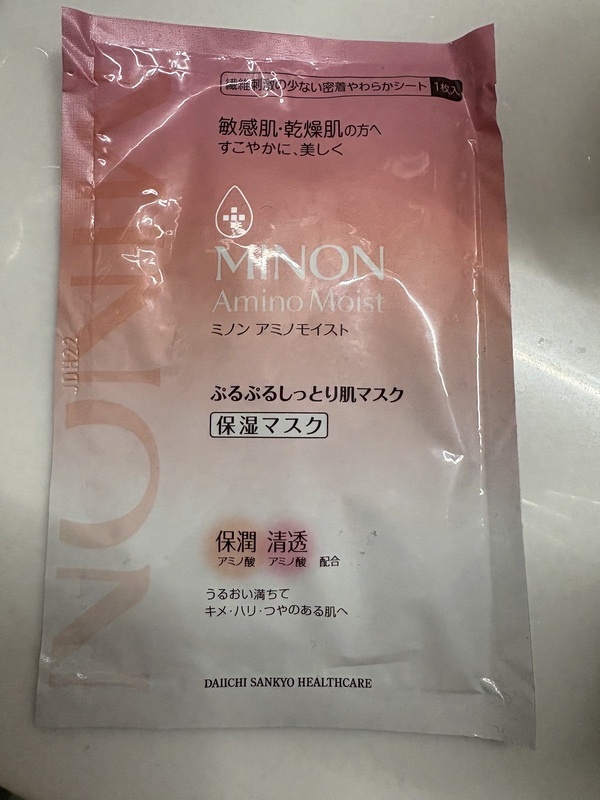 繊維刺激の少ない密着やわらかシート 1枚入
敏感肌・乾燥肌の方へ
すこやかに、美しく
MINON
Amino Moist
ミノン アミノモイスト
ぷるぷるしっとり肌マスク
保湿マスク
保潤 清透
アミノ酸 アミノ酸 配合
うるおい満ちて
キメ・ハリ・つやのある肌へ
DAIICHI SANKYO HEALTHCARE
MINON